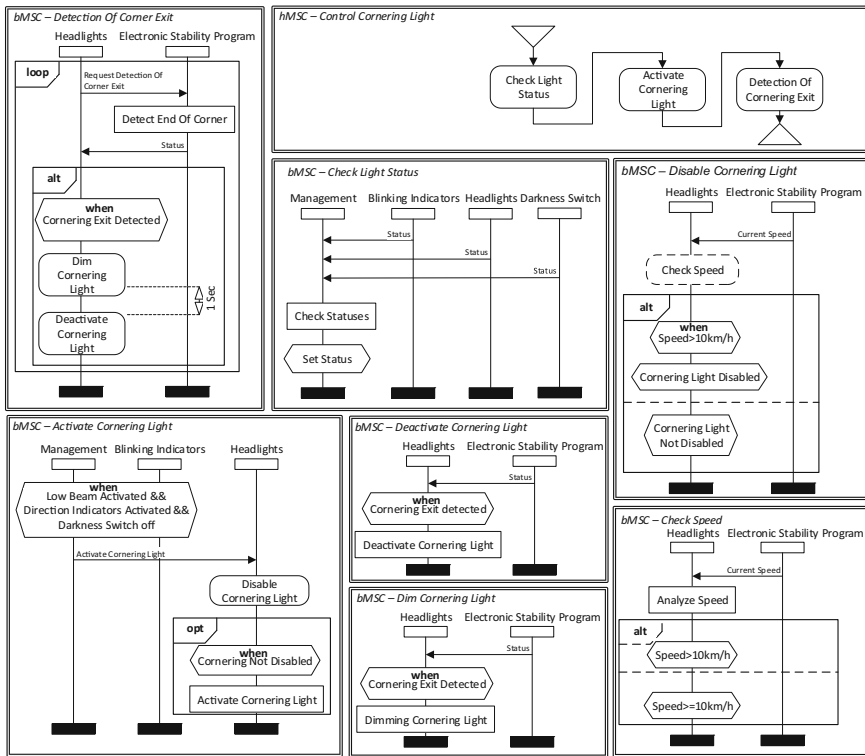 bMSC – Detection Of Corner Exit
Headlights
Electronic Stability Program
loop
Request Detection Of
Corner Exit
Detect End Of Corner
Status
alt
when
Cornering Exit Detected
Dim
Cornering
Light
1 Sec
Deactivate
Cornering
Light
hMSC – Control Cornering Light
Check Light
Status
Activate
Cornering
Light
Detection Of
Cornering Exit
bMSC – Check Light Status
Management
Blinking Indicators
Headlights
Darkness Switch
Status
Status
Status
Check Statuses
Set Status
bMSC – Disable Cornering Light
Headlights
Electronic Stability Program
Current Speed
Check Speed
alt
when
Speed>10km/h
Cornering Light Disabled
Cornering Light
Not Disabled
bMSC – Activate Cornering Light
Management
Blinking Indicators
Headlights
when
Low Beam Activated &&
Direction Indicators Activated &&
Darkness Switch off
Activate Cornering Light
Disable
Cornering Light
opt
when
Cornering Not Disabled
Activate Cornering Light
bMSC – Deactivate Cornering Light
Headlights
Electronic Stability Program
Status
when
Cornering Exit detected
Deactivate Cornering Light
bMSC – Dim Cornering Light
Headlights
Electronic Stability Program
Status
when
Cornering Exit Detected
Dimming Cornering Light
bMSC – Check Speed
Headlights
Electronic Stability Program
Current Speed
Analyze Speed
alt
Speed>10km/h
Speed>=10km/h